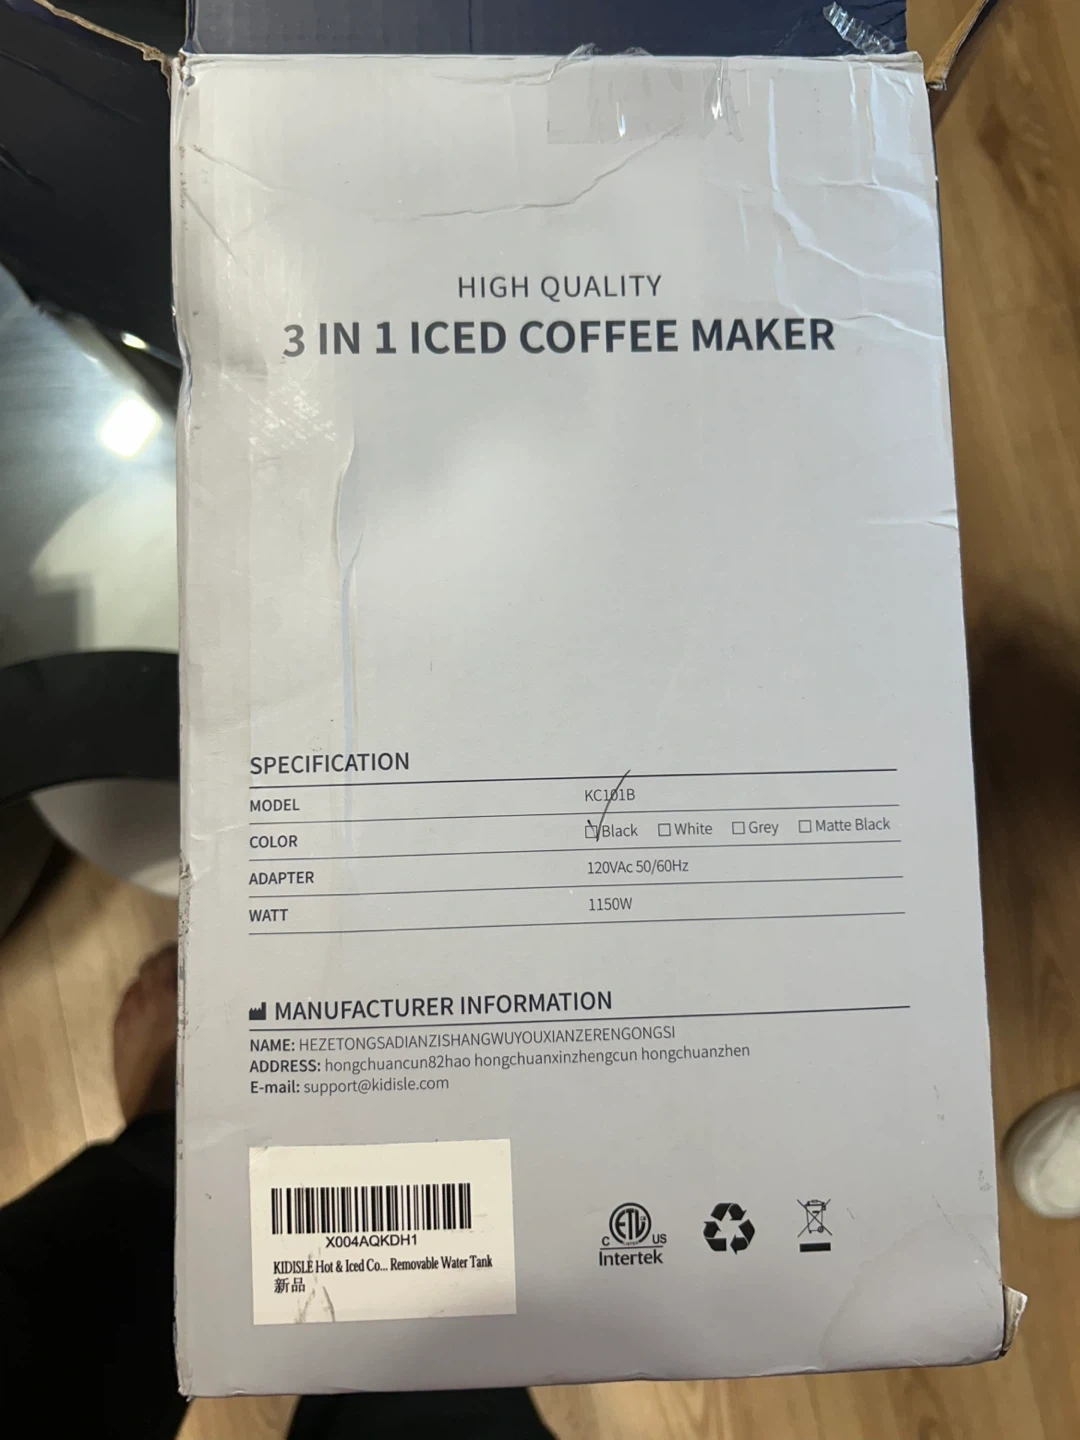 HIGH QUALITY
3 IN 1 ICED COFFEE MAKER
SPECIFICATION
MODEL KC101B
COLOR ☑Black ☐White ☐Grey ☐Matte Black
ADAPTER 120VAc 50/60Hz
WATT 1150W
MANUFACTURER INFORMATION
NAME: HEZETONGSADIANZISHANGWUYOUXIANZERENGONGSI
ADDRESS: hongchuancun82hao hongchuanxinzhengcun hongchuanzhen
E-mail: support@kidisle.com
X004AQKDH1
KIDISLE Hot & Iced Co... Removable Water Tank
新品
ETL
C US
Intertek